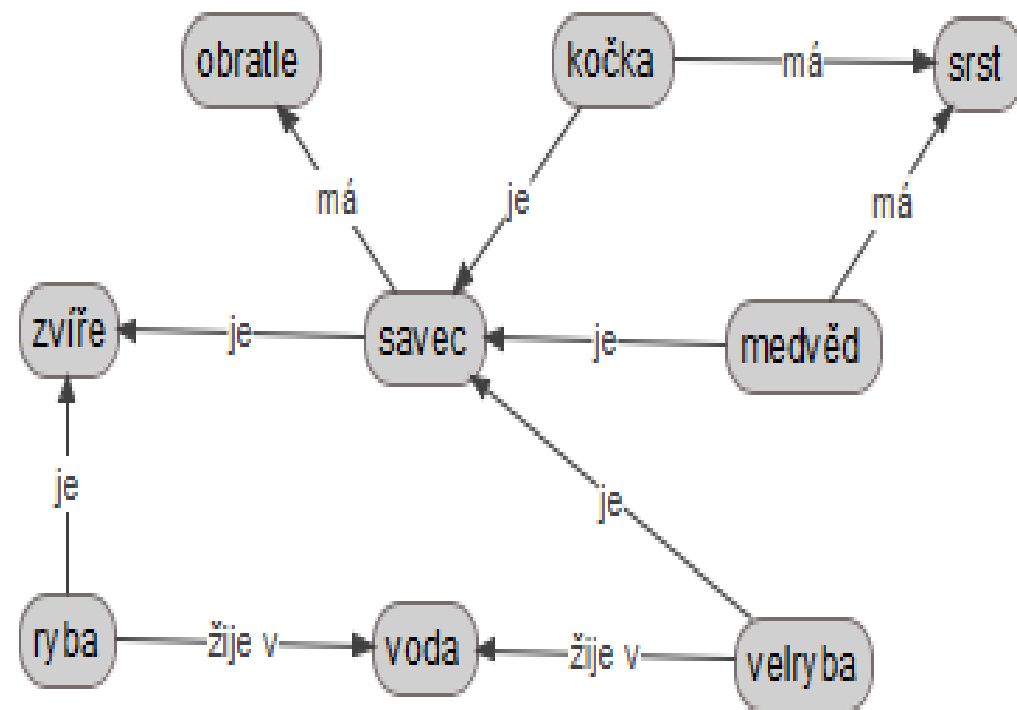 obratle
kočka
má
srst
má
je
má
zvíře
je
savec
je
medvěd
je
je
ryba
žije v
voda
žije v
velryba